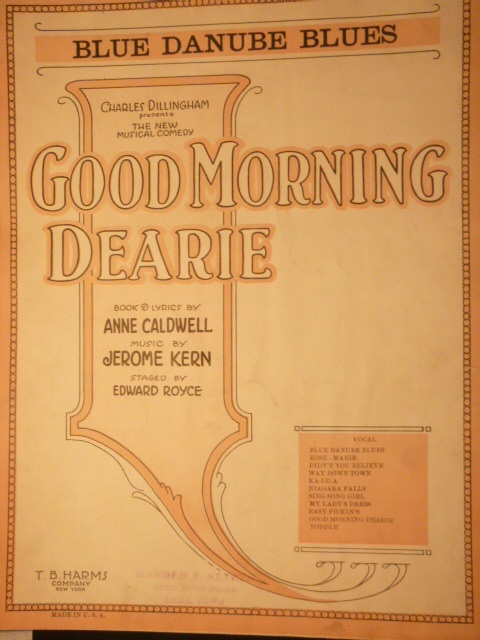 BLUE DANUBE BLUES
CHARLES DILLINGHAM
presents
THE NEW
MUSICAL COMEDY
GOOD MORNING
DEARIE
BOOK & LYRICS BY
ANNE CALDWELL
MUSIC BY
JEROME KERN
STAGED BY
EDWARD ROYCE
VOCAL
BLUE DANUBE BLUES
ROSE-MARIE
DIDN'T YOU BELIEVE
WAY DOWN TOWN
KA-LU-A
NIAGARA FALLS
SING SONG GIRL
MY LADY'S DRESS
EASY PICKIN'S
GOOD MORNING DEARIE
TODDLE
T. B. HARMS
COMPANY
NEW YORK
MADE IN U. S. A.
HAROLD